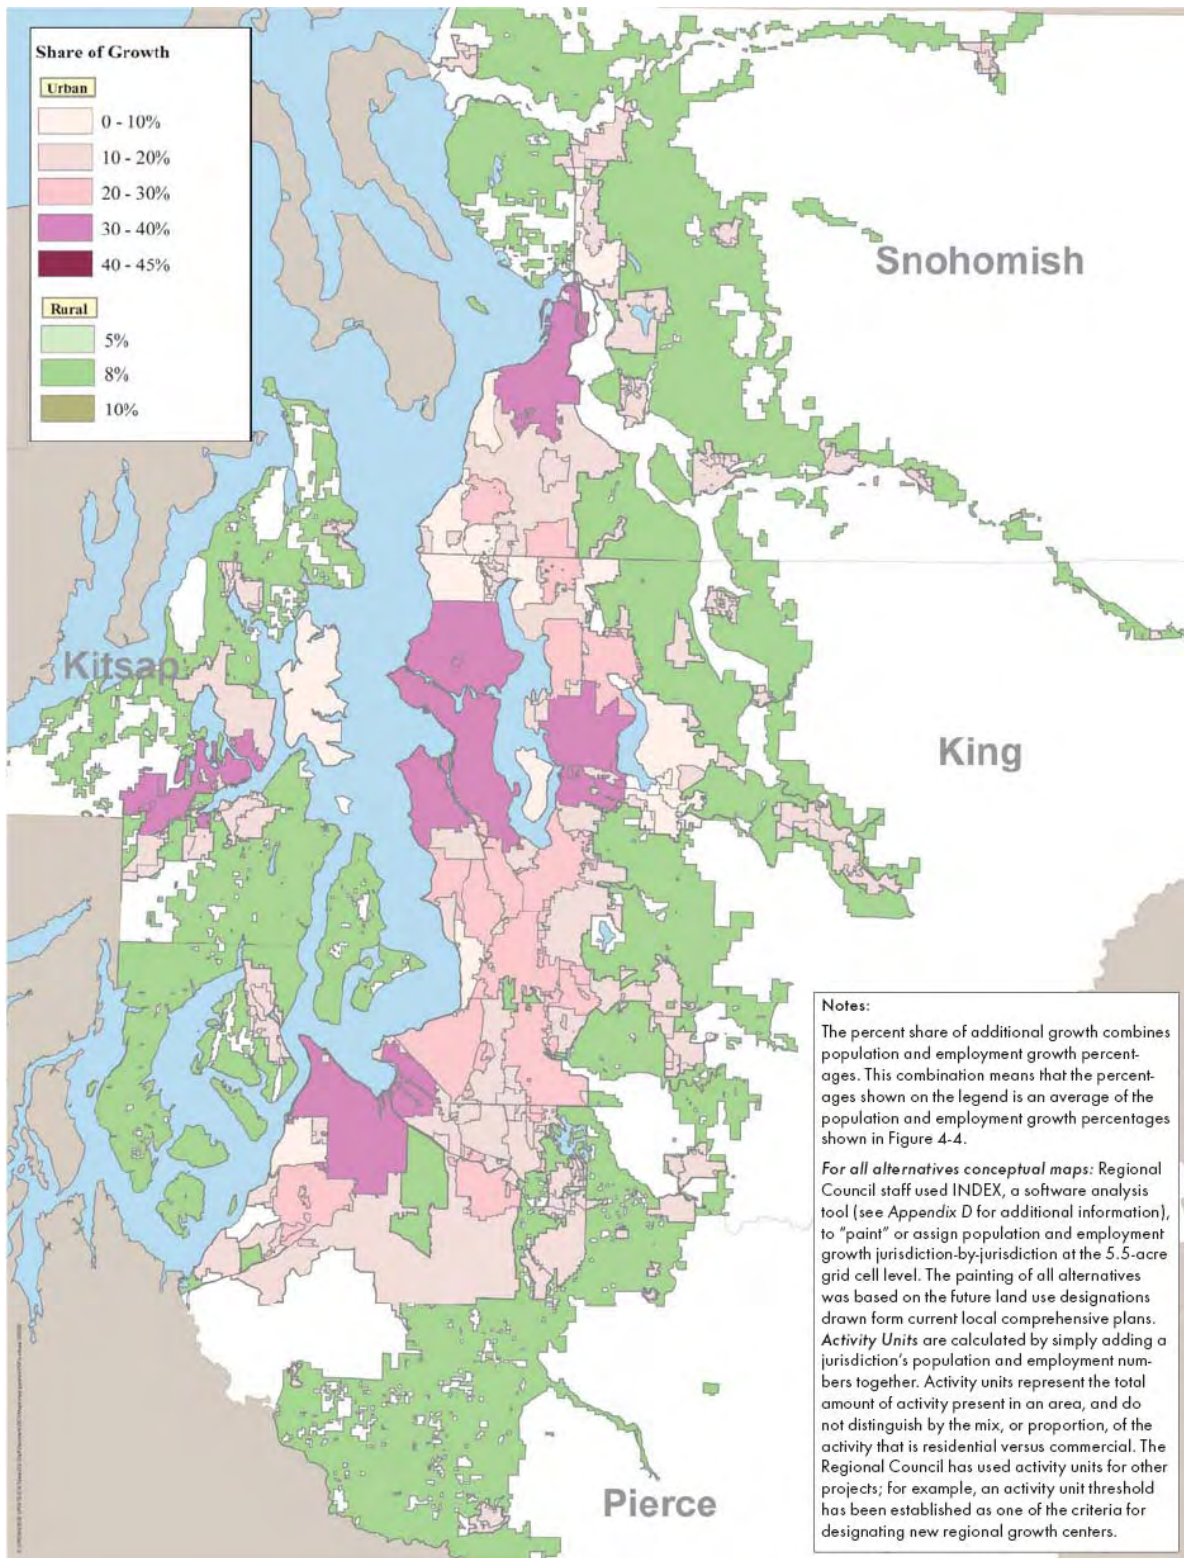 Share of Growth
Urban
0 - 10%
10 - 20%
20 - 30%
30 - 40%
40 - 45%
Rural
5%
8%
10%
Snohomish
Kitsap
King
Pierce
Notes:
The percent share of additional growth combines
population and employment growth percent-
ages. This combination means that the percent-
ages shown on the legend is an average of the
population and employment growth percentages
shown in Figure 4-4.
For all alternatives conceptual maps: Regional
Council staff used INDEX, a software analysis
tool (see Appendix D for additional information),
to “paint” or assign population and employment
growth jurisdiction-by-jurisdiction at the 5.5-acre
grid cell level. The painting of all alternatives
was based on the future land use designations
drawn form current local comprehensive plans.
Activity Units are calculated by simply adding a
jurisdiction’s population and employment num-
bers together. Activity units represent the total
amount of activity present in an area, and do
not distinguish by the mix, or proportion, of the
activity that is residential versus commercial. The
Regional Council has used activity units for other
projects; for example, an activity unit threshold
has been established as one of the criteria for
designating new regional growth centers.